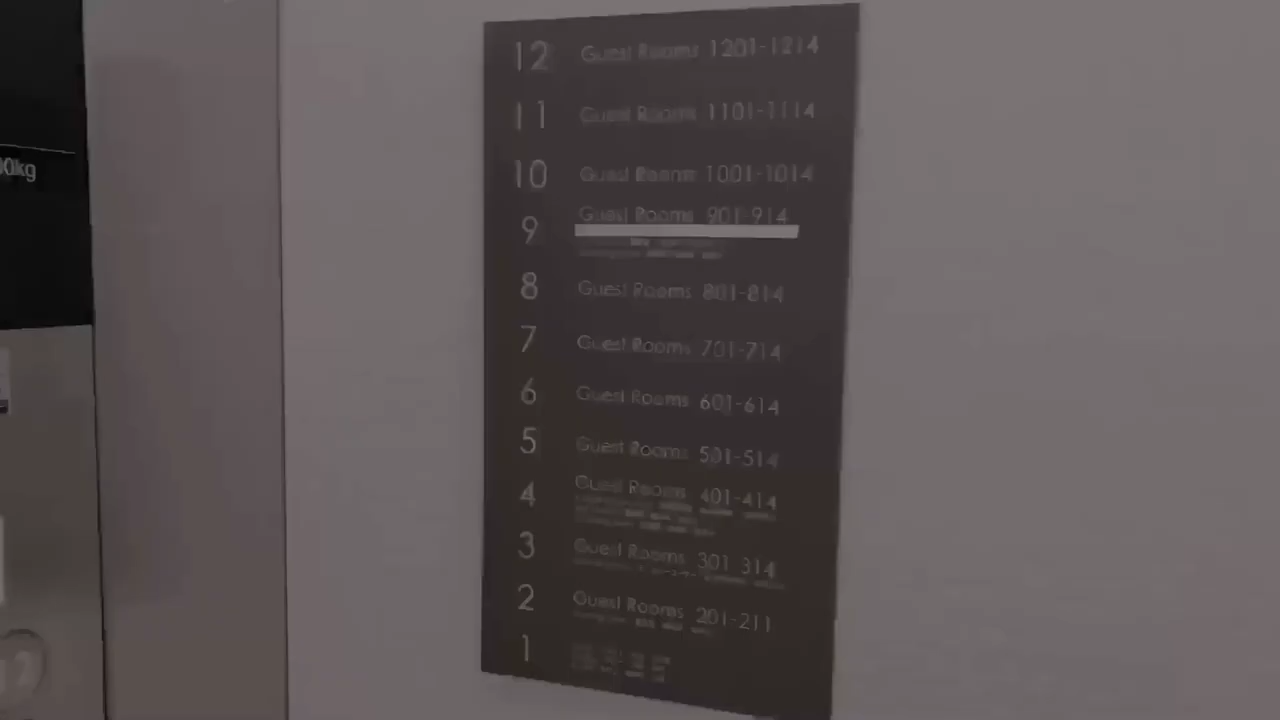 00kg
12 Guest Rooms 1201-1214
11 Guest Rooms 1101-1114
10 Guest Rooms 1001-1014
9 Guest Rooms 901-914
8 Guest Rooms 801-814
7 Guest Rooms 701-714
6 Guest Rooms 601-614
5 Guest Rooms 501-514
4 Guest Rooms 401-414
3 Guest Rooms 301-314
2 Guest Rooms 201-211
1